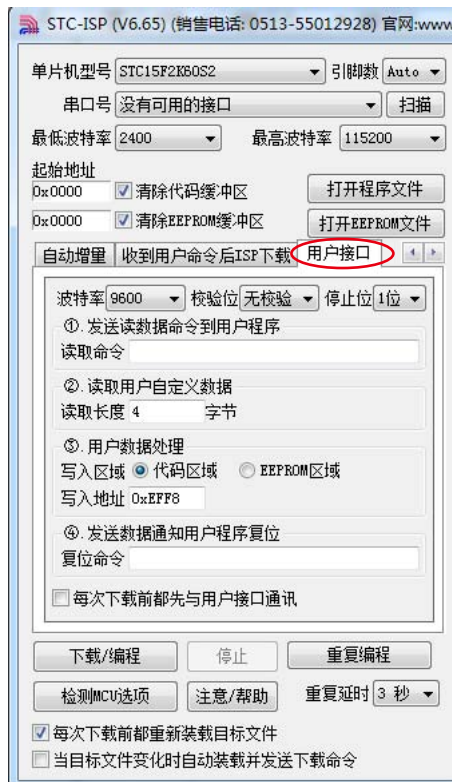 STC-ISP (V6.65) (销售电话: 0513-55012928) 官网:www
单片机型号 STC15F2K60S2 引脚数 Auto
串口号 没有可用的接口 扫描
最低波特率 2400 最高波特率 115200
起始地址
0x0000 清除代码缓冲区 打开程序文件
0x0000 清除EEPROM缓冲区 打开EEPROM文件
自动增量 收到用户命令后ISP下载 用户接口
波特率 9600 校验位 无校验 停止位 1位
①. 发送读数据命令到用户程序
读取命令
②. 读取用户自定义数据
读取长度 4 字节
③. 用户数据处理
写入区域 代码区域 EEPROM区域
写入地址 0xEFF8
④. 发送数据通知用户程序复位
复位命令
每次下载前都先与用户接口通讯
下载/编程 停止 重复编程
检测MCU选项 注意/帮助 重复延时 3 秒
每次下载前都重新装载目标文件
当目标文件变化时自动装载并发送下载命令